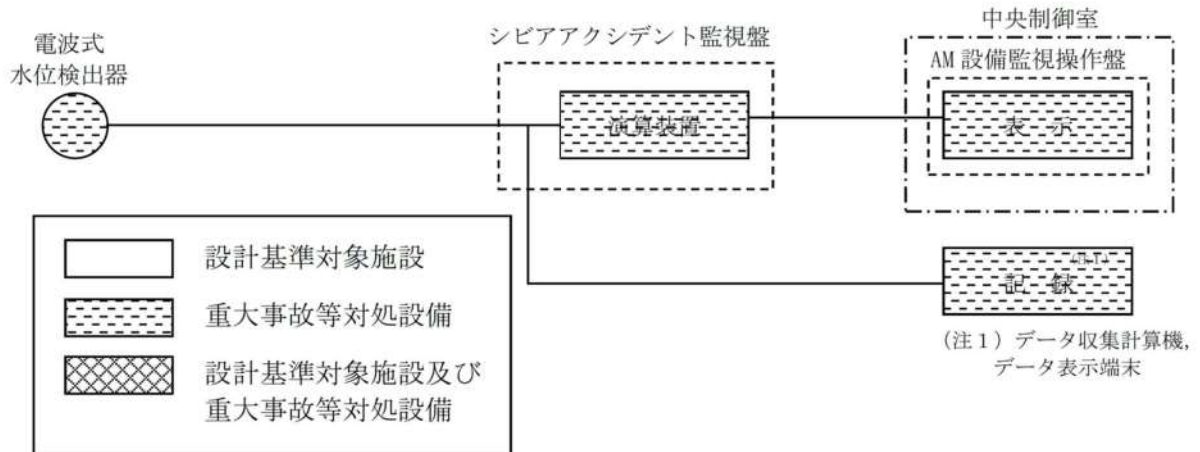 中央制御室
シビアアクシデント監視盤
電波式
水位検出器
AM 設備監視操作盤
演算装置
表 示
設計基準対象施設
重大事故等対処設備
設計基準対象施設及び
重大事故等対処設備
(注1)
記 録
(注1) データ収集計算機,
データ表示端末